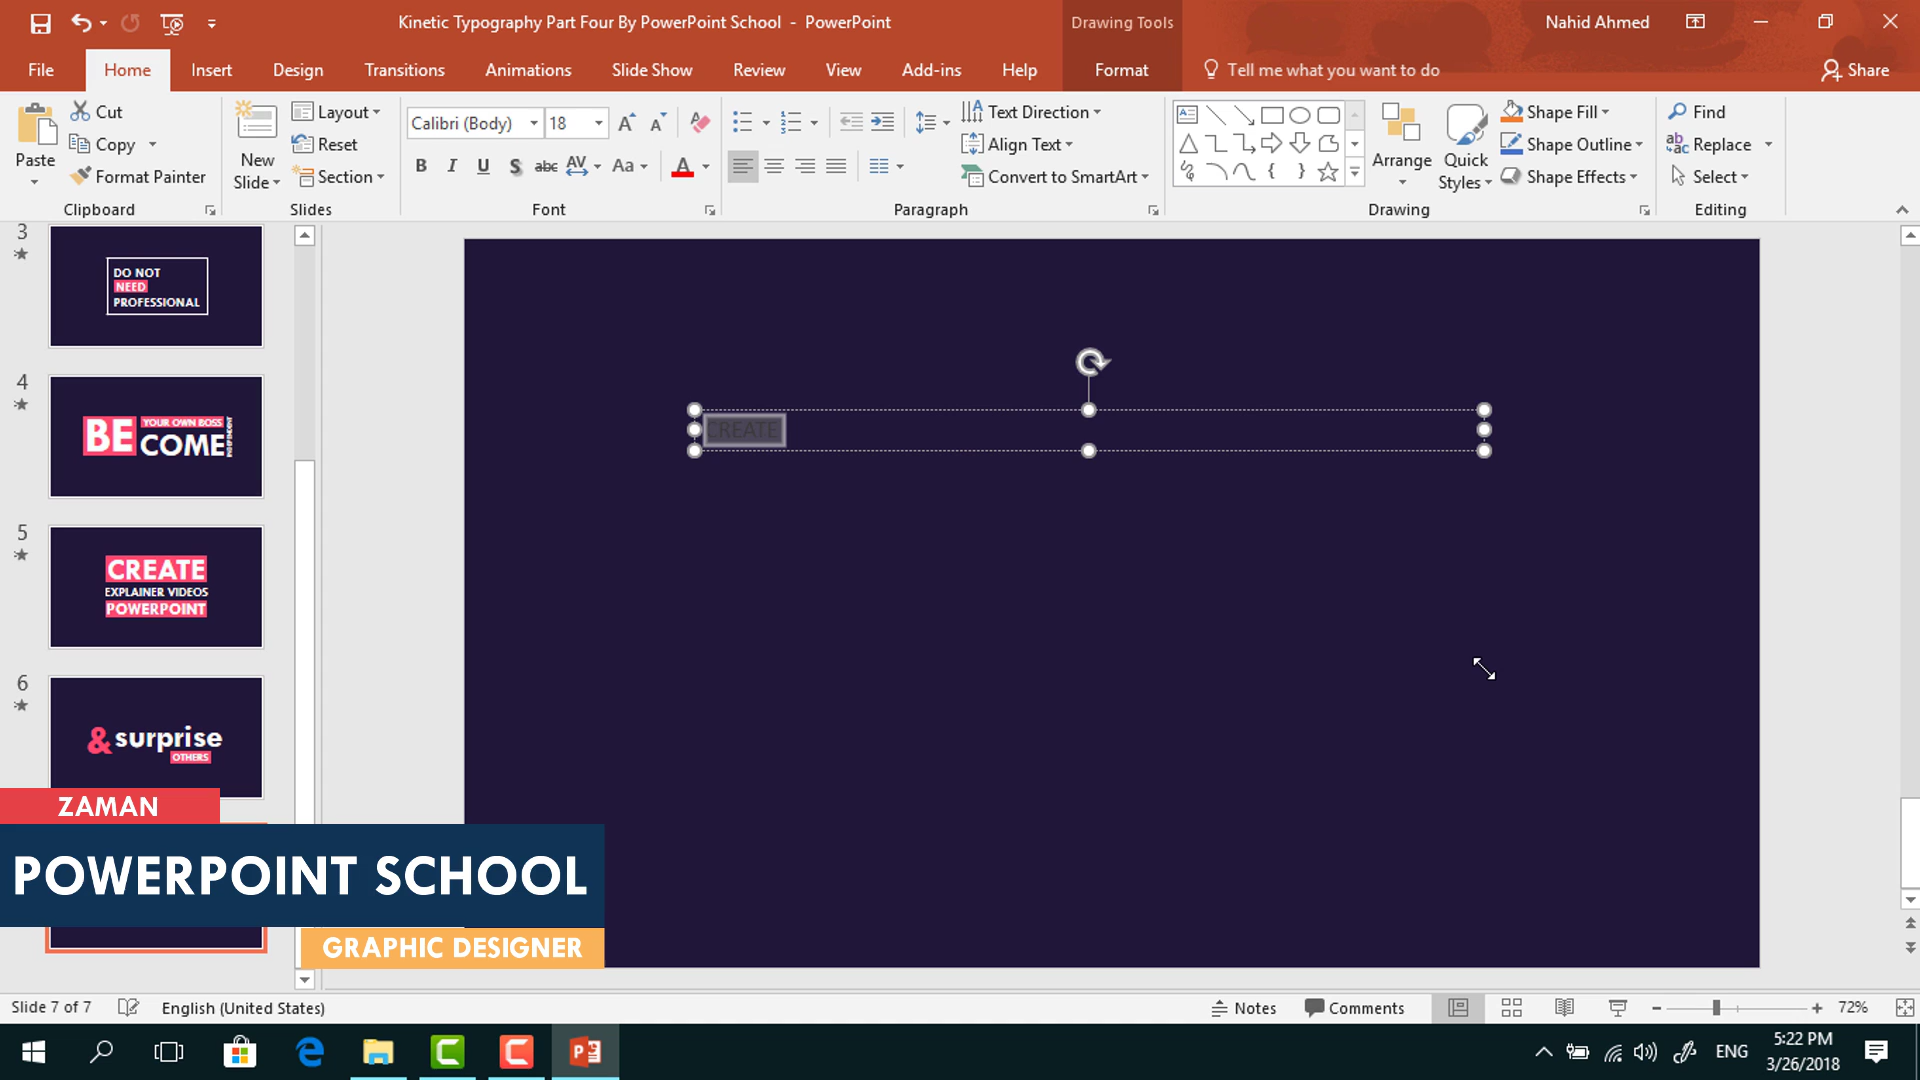 Kinetic Typography Part Four By PowerPoint School - PowerPoint
Drawing Tools
Nahid Ahmed
File
Home
Insert
Design
Transitions
Animations
Slide Show
Review
View
Add-ins
Help
Format
Tell me what you want to do
Share
Paste
Cut
Copy
Format Painter
Clipboard
New Slide
Layout
Reset
Section
Slides
Calibri (Body)
18
B I U S abc AV Aa A
Font
Text Direction
Align Text
Convert to SmartArt
Paragraph
Arrange
Quick Styles
Shape Fill
Shape Outline
Shape Effects
Drawing
Find
Replace
Select
Editing
3
DO NOT
NEED
PROFESSIONAL
4
BE
YOUR OWN BOSS
COME
5
CREATE
EXPLAINER VIDEOS
POWERPOINT
6
& surprise
OTHERS
CREATE
ZAMAN
POWERPOINT SCHOOL
GRAPHIC DESIGNER
Slide 7 of 7
English (United States)
Notes
Comments
72%
ENG
5:22 PM
3/26/2018